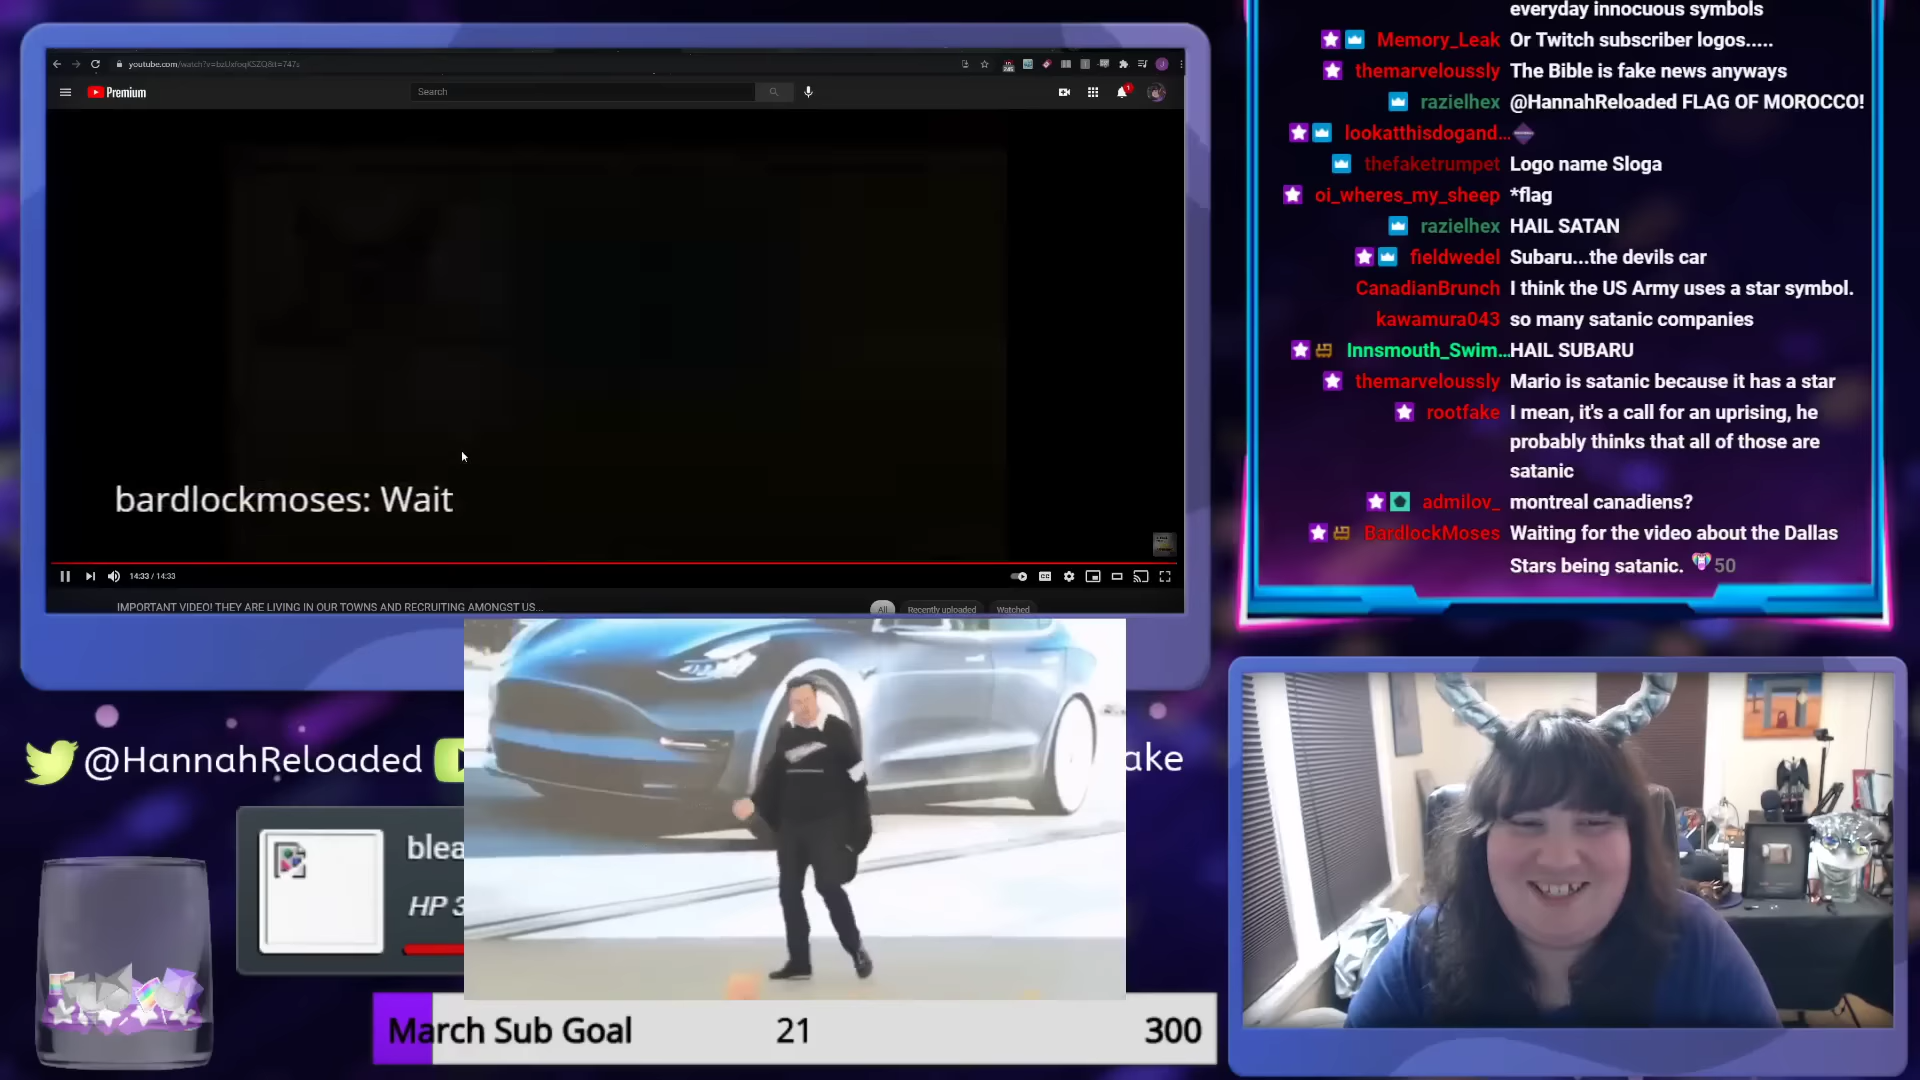 youtube.com/watch?v=bzUxfoqKSZQ&t=747s
Premium
Search
1
bardlockmoses: Wait
14:33 / 14:33
IMPORTANT VIDEO! THEY ARE LIVING IN OUR TOWNS AND RECRUITING AMONGST US...
All
Recently uploaded
Watched
@HannahReloaded
ake
blea
HP 3
March Sub Goal
21
300
everyday innocuous symbols
Memory_Leak Or Twitch subscriber logos.....
themarvelously The Bible is fake news anyways
razielhex @HannahReloaded FLAG OF MOROCCO!
lookatthisdogand...
thefaketrumpet Logo name Sloga
oi_wheres_my_sheep *flag
razielhex HAIL SATAN
fieldwedel Subaru...the devils car
CanadianBrunch I think the US Army uses a star symbol.
kawamura043 so many satanic companies
Innsmouth_Swim... HAIL SUBARU
themarvelously Mario is satanic because it has a star
rootfake I mean, it's a call for an uprising, he
probably thinks that all of those are
satanic
admilov_ montreal canadiens?
BardlockMoses Waiting for the video about the Dallas
Stars being satanic. 50